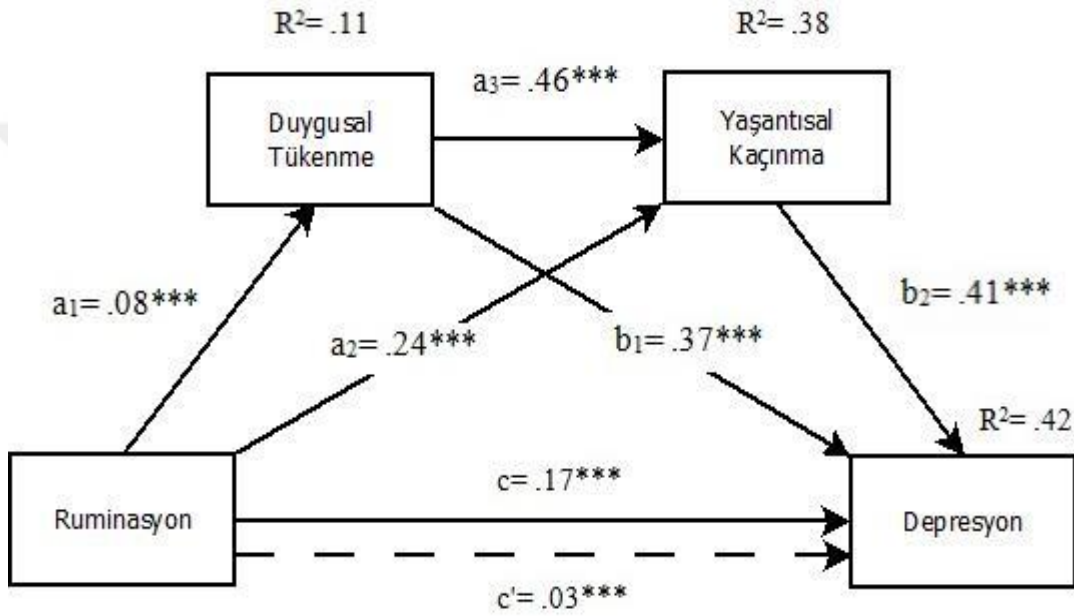 R²= .11
R²= .38
a₃= .46***
Duygusal
Tükenme
Yaşantısal
Kaçınma
a₁= .08***
a₂= .24***
b₁= .37***
b₂= .41***
R²= .42
Ruminasyon
c= .17***
Depresyon
c'= .03***